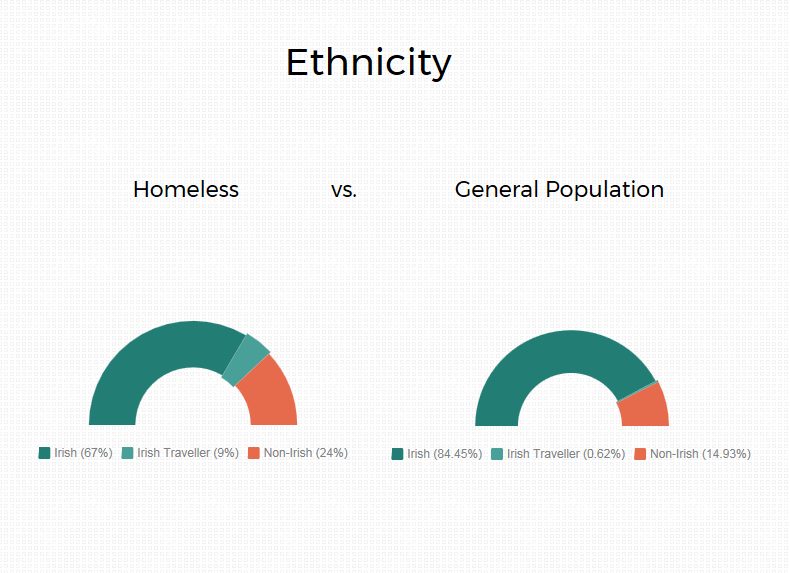 Ethnicity
Homeless vs. General Population
Irish (67%) Irish Traveller (9%) Non-Irish (24%)
Irish (84.45%) Irish Traveller (0.62%) Non-Irish (14.93%)